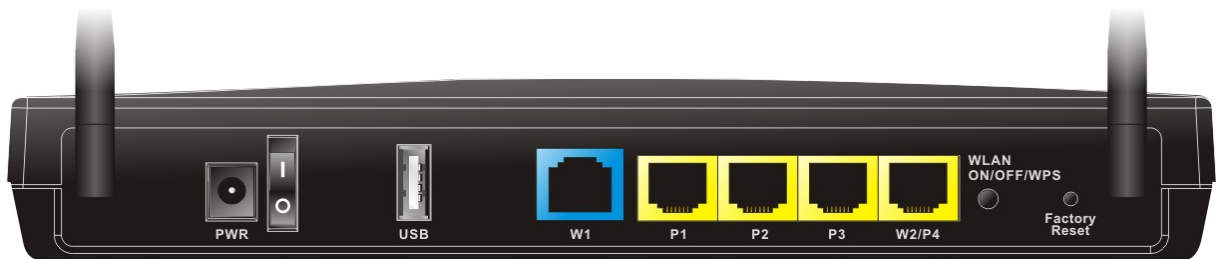 WLAN
ON/OFF/WPS
I
O
PWR
USB
W1
P1
P2
P3
W2/P4
Factory
Reset